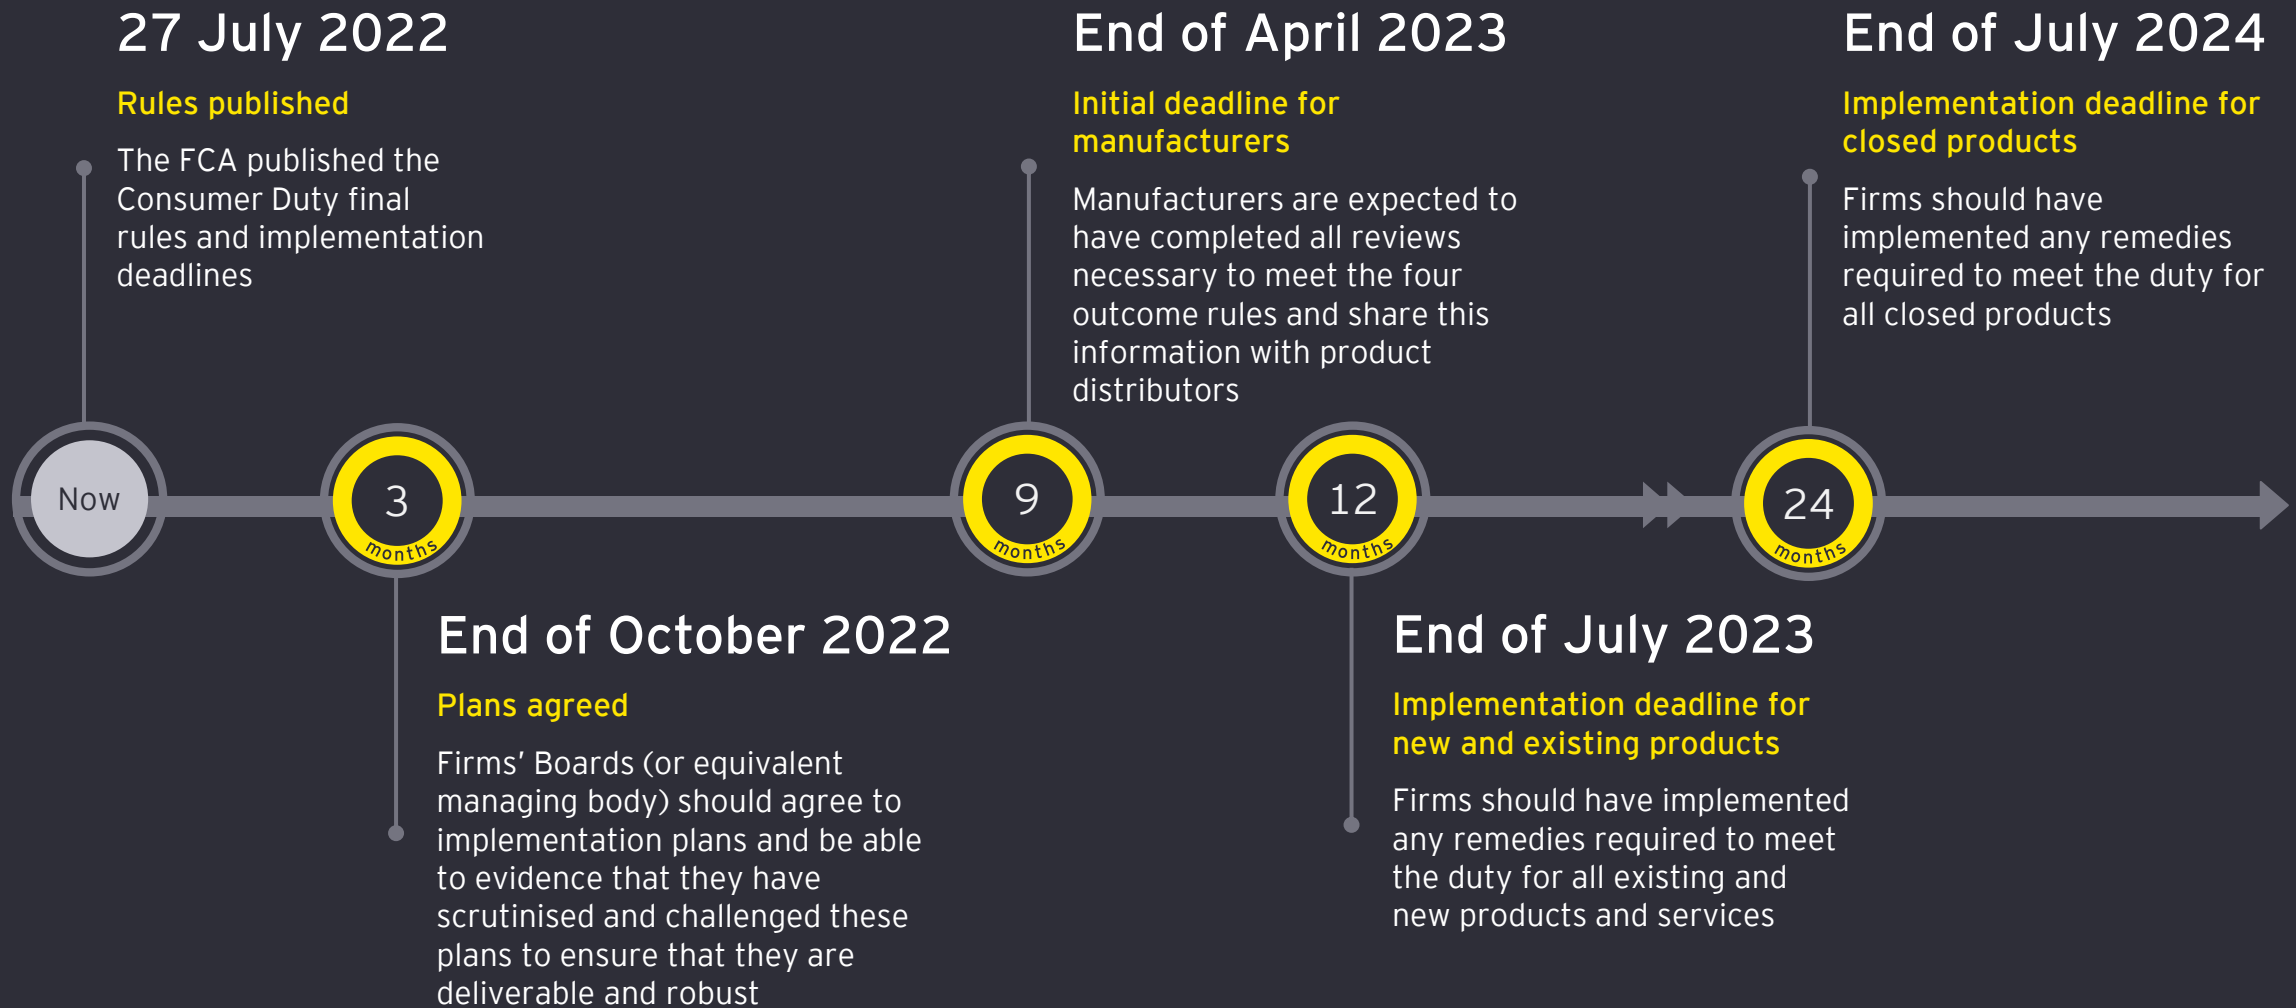 27 July 2022
Rules published
The FCA published the
Consumer Duty final
rules and implementation
deadlines
End of April 2023
Initial deadline for
manufacturers
Manufacturers are expected to
have completed all reviews
necessary to meet the four
outcome rules and share this
information with product
distributors
End of July 2024
Implementation deadline for
closed products
Firms should have
implemented any remedies
required to meet the duty for
all closed products
Now
3
months
9
months
12
months
24
months
End of October 2022
Plans agreed
Firms’ Boards (or equivalent
managing body) should agree to
implementation plans and be able
to evidence that they have
scrutinised and challenged these
plans to ensure that they are
deliverable and robust
End of July 2023
Implementation deadline for
new and existing products
Firms should have implemented
any remedies required to meet
the duty for all existing and
new products and services